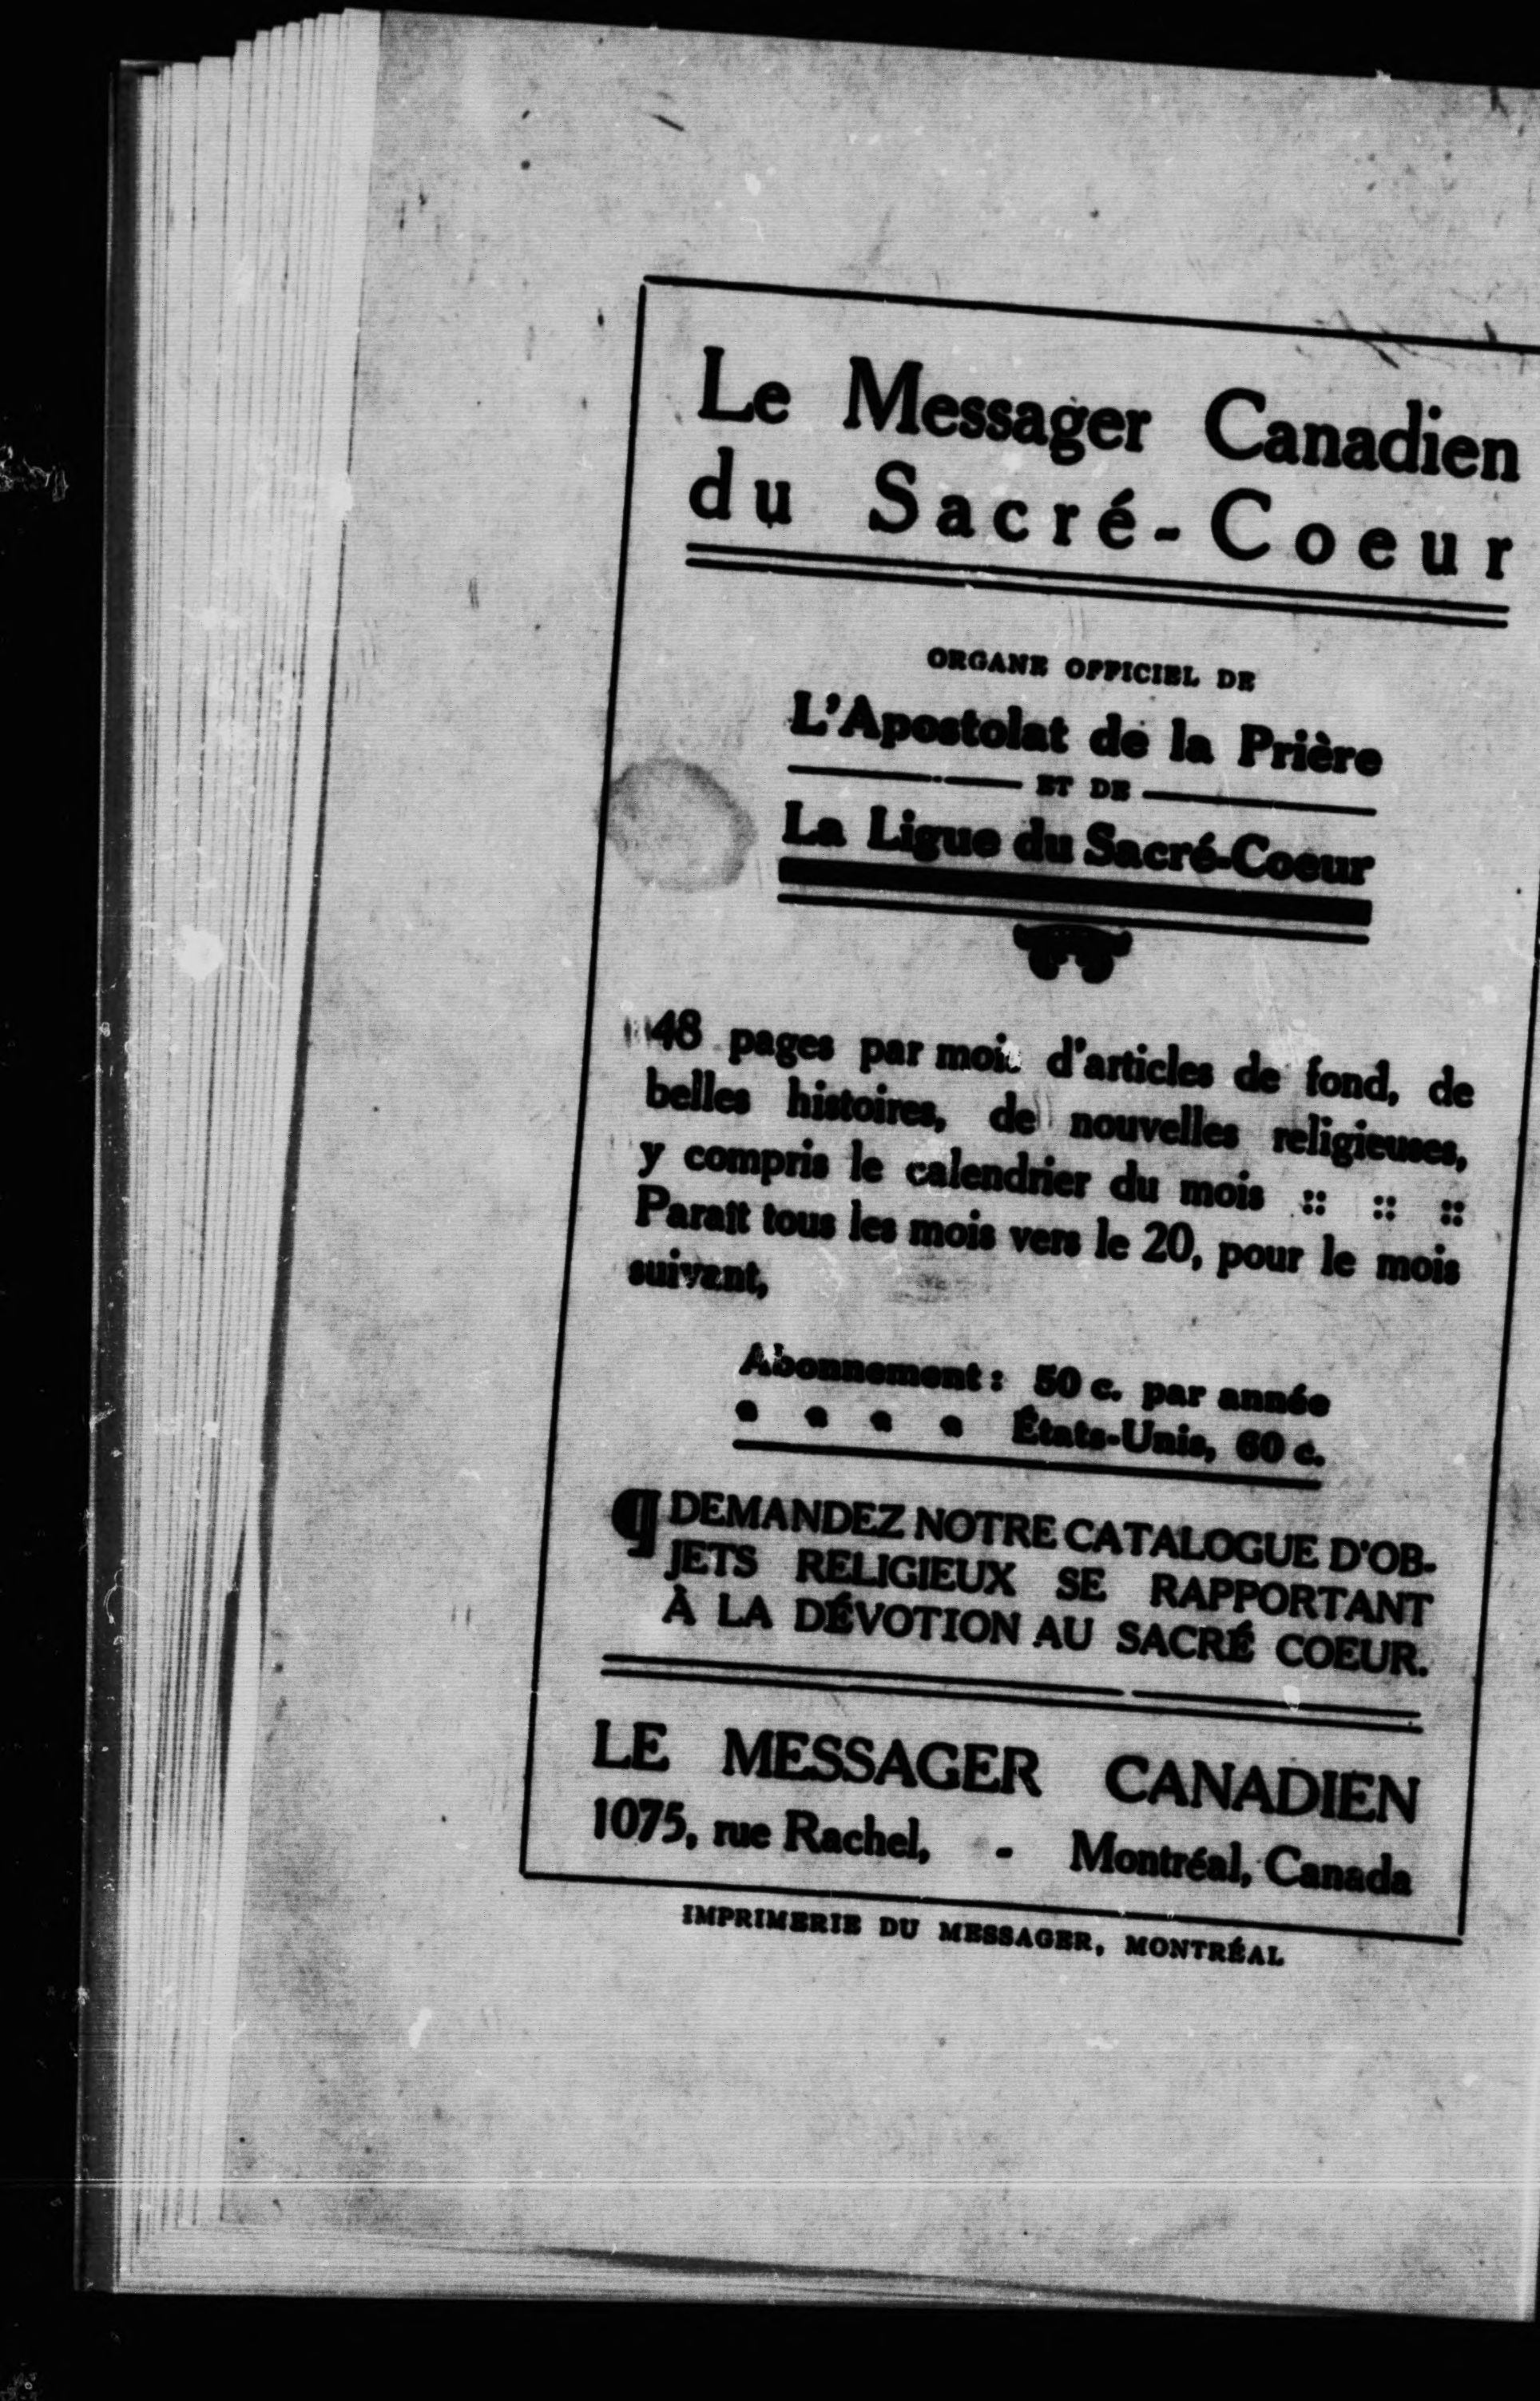 Le Messager Canadien
du Sacré-Coeur
ORGANE OFFICIEL DE
L'Apostolat de la Prière
ET DE
La Ligue du Sacré-Coeur
48 pages par mois d'articles de fond, de
belles histoires, de nouvelles religieuses,
y compris le calendrier du mois :: :: ::
Paraît tous les mois vers le 20, pour le mois
suivant,
Abonnement : 50 c. par année
" " " " États-Unis, 60 c.
¶ DEMANDEZ NOTRE CATALOGUE D'OB-
JETS RELIGIEUX SE RAPPORTANT
À LA DÉVOTION AU SACRÉ COEUR.
LE MESSAGER CANADIEN
1075, rue Rachel, - Montréal, Canada
IMPRIMERIE DU MESSAGER, MONTRÉAL